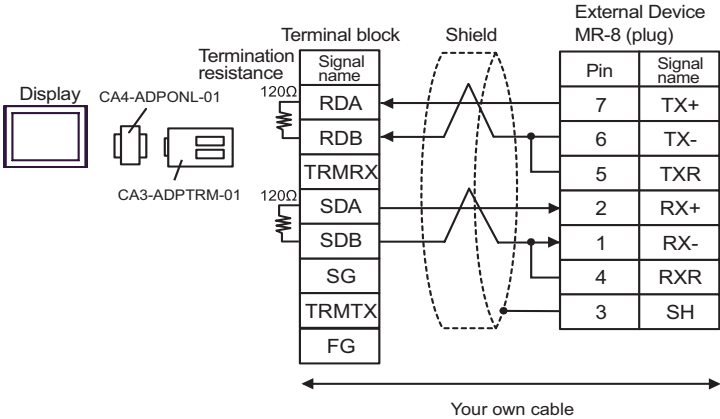 External Device
MR-8 (plug)
Terminal block
Shield
Termination
resistance
Signal
name
Pin
Signal
name
Display
CA4-ADPONL-01
CA3-ADPTRM-01
120Ω
RDA
7
TX+
RDB
6
TX-
TRMRX
5
TXR
120Ω
SDA
2
RX+
SDB
1
RX-
SG
4
RXR
TRMTX
3
SH
FG
Your own cable